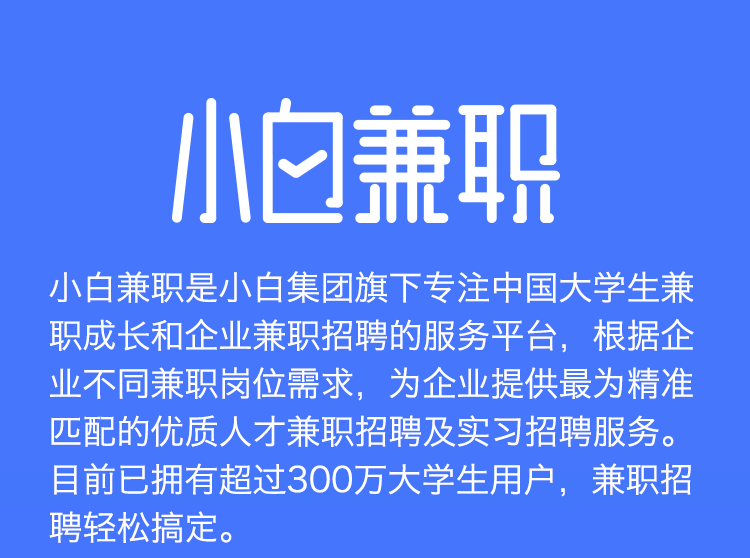 小白兼职
小白兼职是小白集团旗下专注中国大学生兼
职成长和企业兼职招聘的服务平台，根据企
业不同兼职岗位需求，为企业提供最为精准
匹配的优质人才兼职招聘及实习招聘服务。
目前已拥有超过300万大学生用户，兼职招
聘轻松搞定。